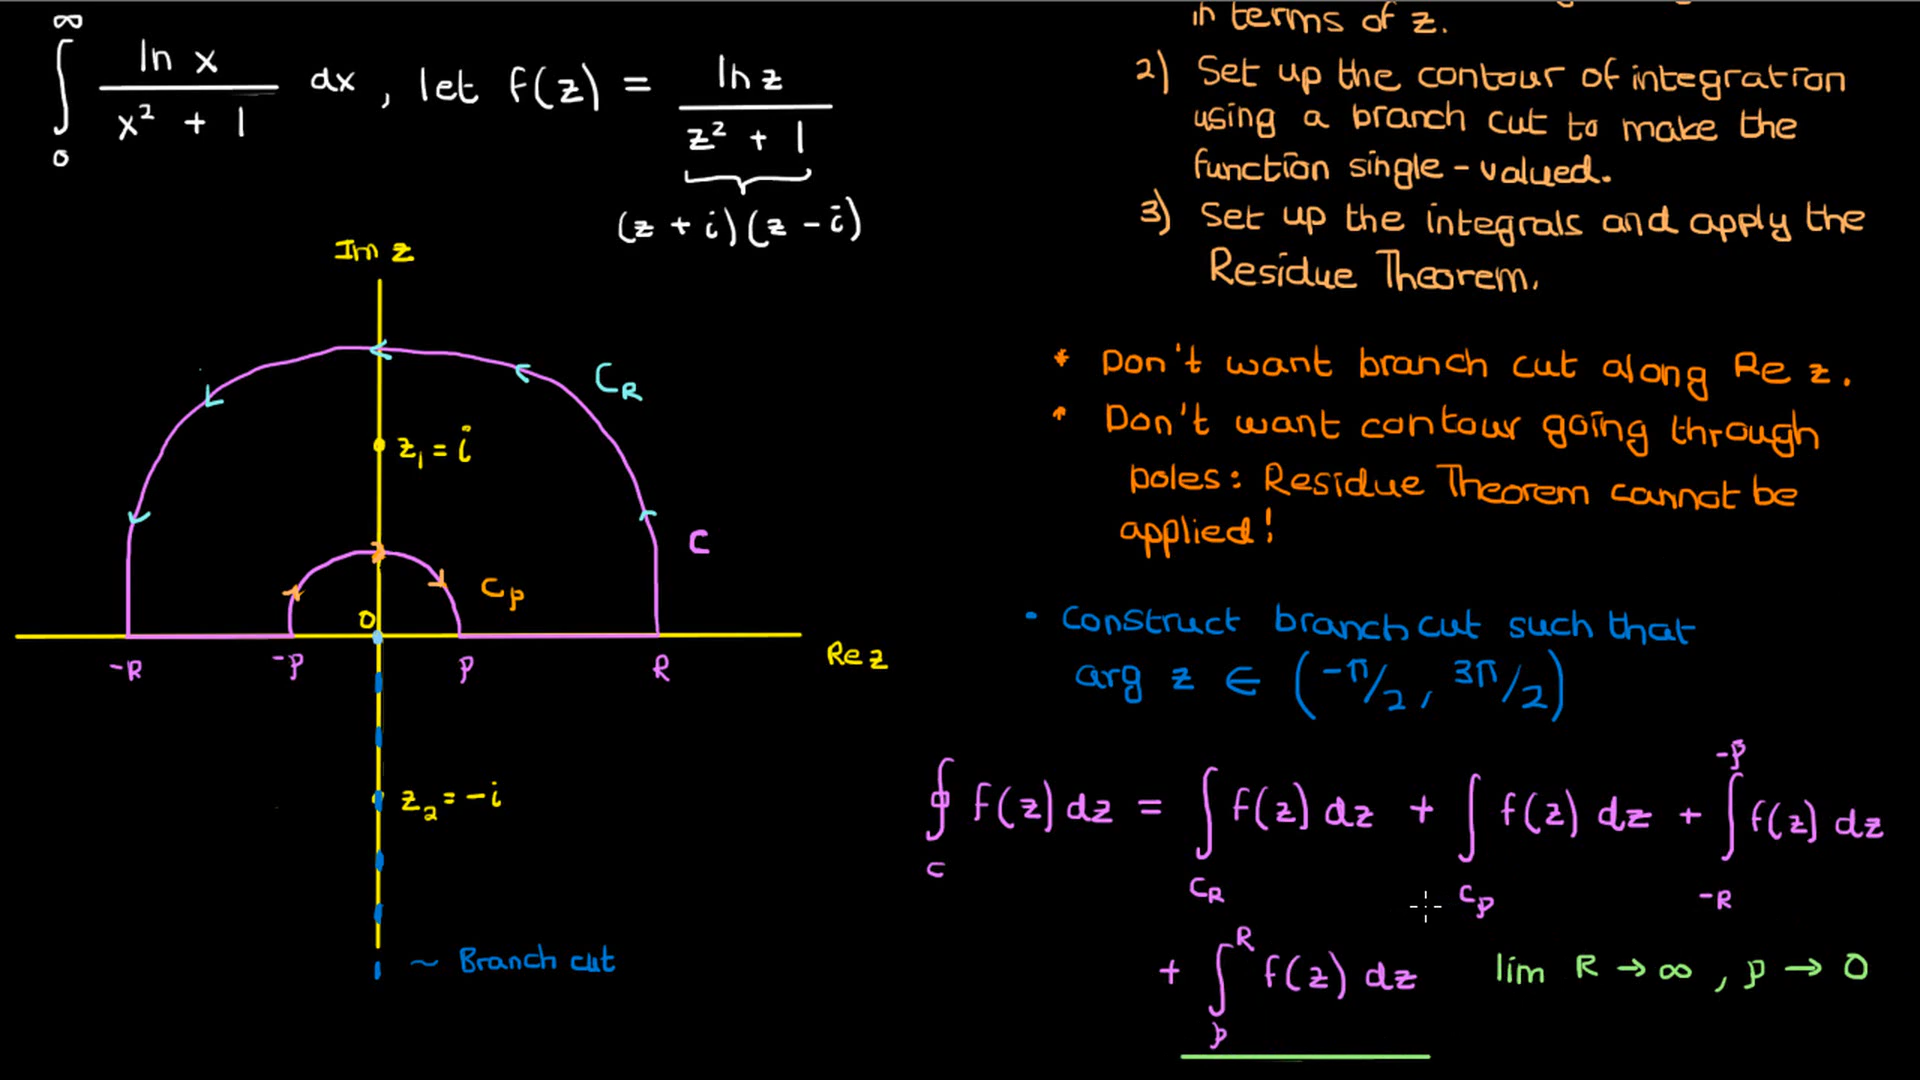 ∫₀^∞ ln x / (x² + 1) dx , let f(z) = ln z / (z² + 1)
(z + i)(z - i)
Im z
C_R
z₁ = i
C
C_p
0
-R -p p R Re z
z₂ = -i
~ Branch cut
in terms of z.
2) Set up the contour of integration
using a branch cut to make the
function single-valued.
3) Set up the integrals and apply the
Residue Theorem.
* Don't want branch cut along Re z.
* Don't want contour going through
poles: Residue Theorem cannot be
applied!
• Construct branch cut such that
arg z ∈ (-π/2, 3π/2)
∮_C f(z) dz = ∫_{C_R} f(z) dz + ∫_{C_p} f(z) dz + ∫_{-R}^{-p} f(z) dz
+ ∫_p^R f(z) dz lim R → ∞ , p → 0